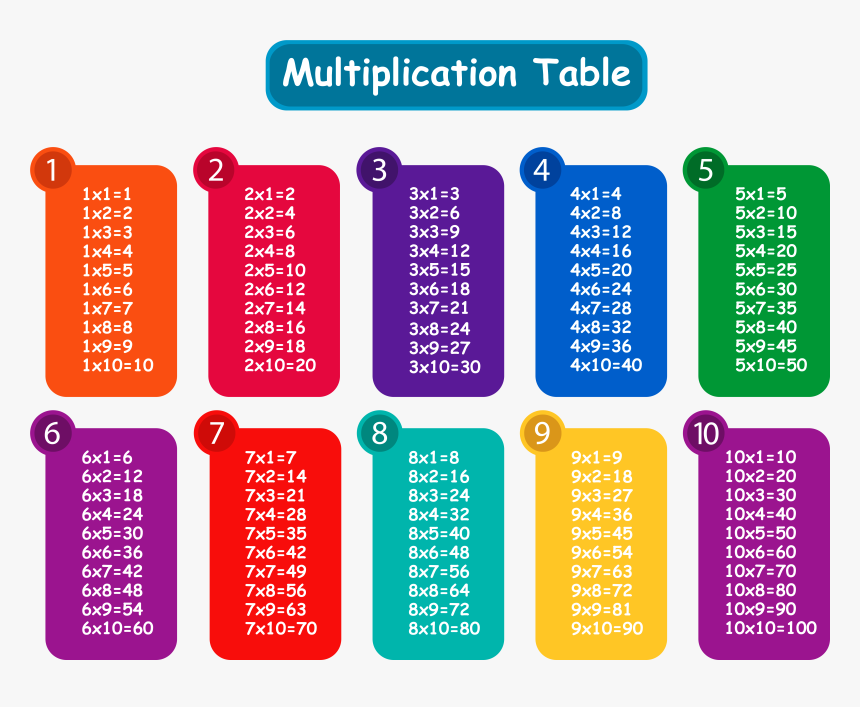 Multiplication Table
1
1x1=1
1x2=2
1x3=3
1x4=4
1x5=5
1x6=6
1x7=7
1x8=8
1x9=9
1x10=10
2
2x1=2
2x2=4
2x3=6
2x4=8
2x5=10
2x6=12
2x7=14
2x8=16
2x9=18
2x10=20
3
3x1=3
3x2=6
3x3=9
3x4=12
3x5=15
3x6=18
3x7=21
3x8=24
3x9=27
3x10=30
4
4x1=4
4x2=8
4x3=12
4x4=16
4x5=20
4x6=24
4x7=28
4x8=32
4x9=36
4x10=40
5
5x1=5
5x2=10
5x3=15
5x4=20
5x5=25
5x6=30
5x7=35
5x8=40
5x9=45
5x10=50
6
6x1=6
6x2=12
6x3=18
6x4=24
6x5=30
6x6=36
6x7=42
6x8=48
6x9=54
6x10=60
7
7x1=7
7x2=14
7x3=21
7x4=28
7x5=35
7x6=42
7x7=49
7x8=56
7x9=63
7x10=70
8
8x1=8
8x2=16
8x3=24
8x4=32
8x5=40
8x6=48
8x7=56
8x8=64
8x9=72
8x10=80
9
9x1=9
9x2=18
9x3=27
9x4=36
9x5=45
9x6=54
9x7=63
9x8=72
9x9=81
9x10=90
10
10x1=10
10x2=20
10x3=30
10x4=40
10x5=50
10x6=60
10x7=70
10x8=80
10x9=90
10x10=100